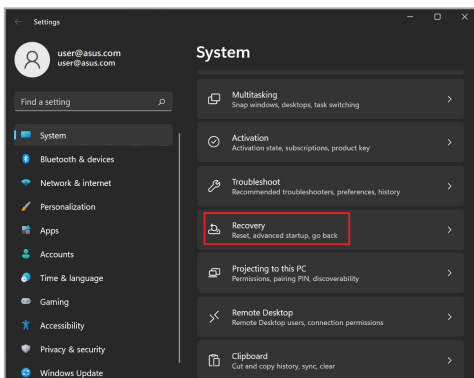 Settings
user@asus.com
user@asus.com
Find a setting
System
Bluetooth & devices
Network & internet
Personalization
Apps
Accounts
Time & language
Gaming
Accessibility
Privacy & security
Windows Update
System
Multitasking
Snap windows, desktops, task switching
Activation
Activation state, subscriptions, product key
Troubleshoot
Recommended troubleshooters, preferences, history
Recovery
Reset, advanced startup, go back
Projecting to this PC
Permissions, pairing PIN, discoverability
Remote Desktop
Remote Desktop users, connection permissions
Clipboard
Cut and copy history, sync, clear